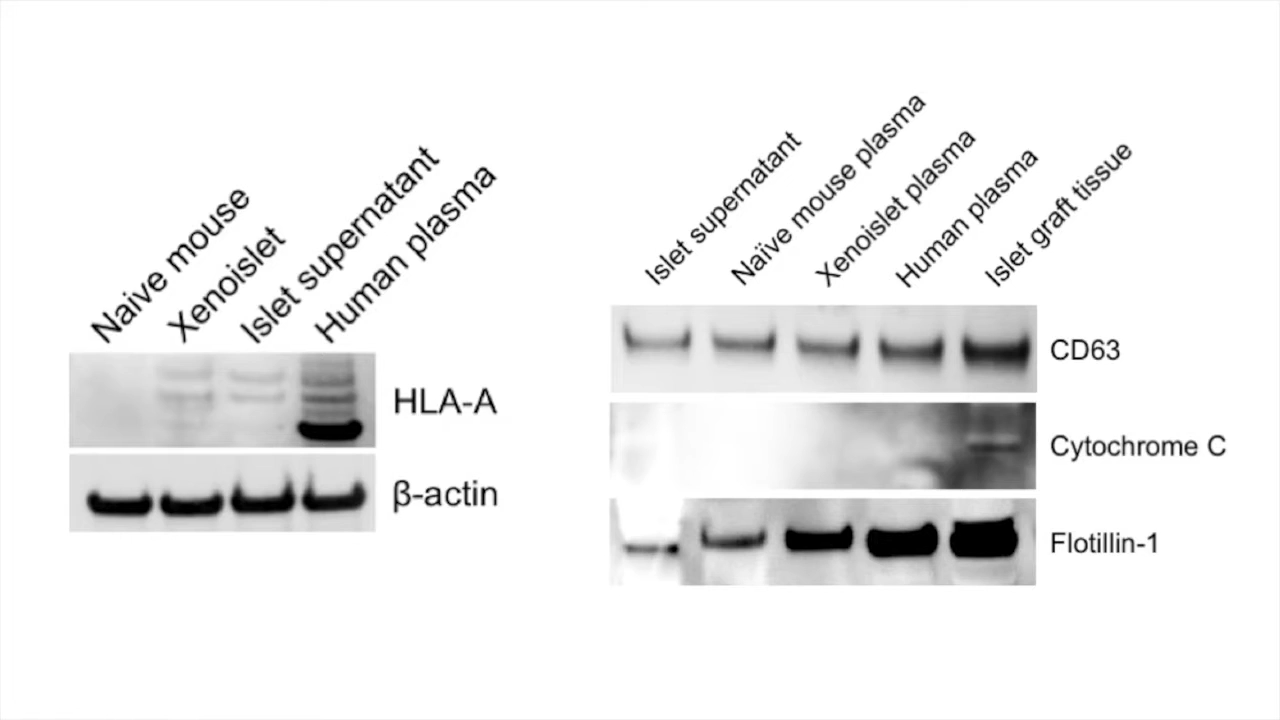 Naive mouse
Xenoislet
Islet supernatant
Human plasma
HLA-A
β-actin
Islet supernatant
Naïve mouse plasma
Xenoislet plasma
Human plasma
Islet graft tissue
CD63
Cytochrome C
Flotillin-1